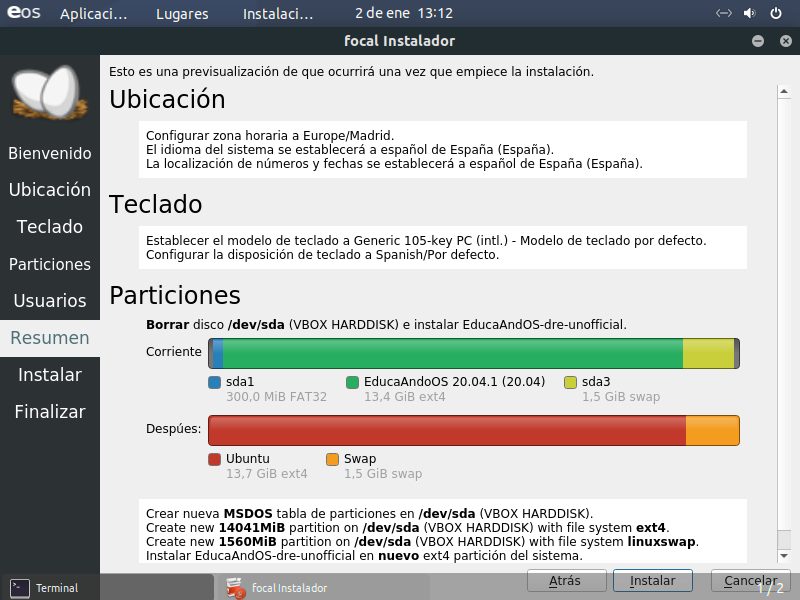 eos Aplicaci... Lugares Instalaci... 2 de ene 13:12
focal Instalador
Esto es una previsualización de que ocurrirá una vez que empiece la instalación.
Ubicación
Configurar zona horaria a Europe/Madrid.
El idioma del sistema se establecerá a español de España (España).
La localización de números y fechas se establecerá a español de España (España).
Teclado
Establecer el modelo de teclado a Generic 105-key PC (intl.) - Modelo de teclado por defecto.
Configurar la disposición de teclado a Spanish/Por defecto.
Particiones
Borrar disco /dev/sda (VBOX HARDDISK) e instalar EducaAndOS-dre-unofficial.
Corriente
sda1 EducaAndoOS 20.04.1 (20.04) sda3
300,0 MiB FAT32 13,4 GiB ext4 1,5 GiB swap
Despúes:
Ubuntu Swap
13,7 GiB ext4 1,5 GiB swap
Crear nueva MSDOS tabla de particiones en /dev/sda (VBOX HARDDISK).
Create new 14041MiB partition on /dev/sda (VBOX HARDDISK) with file system ext4.
Create new 1560MiB partition on /dev/sda (VBOX HARDDISK) with file system linuxswap.
Instalar EducaAndOS-dre-unofficial en nuevo ext4 partición del sistema.
Bienvenido
Ubicación
Teclado
Particiones
Usuarios
Resumen
Instalar
Finalizar
Atrás Instalar Cancelar
Terminal focal Instalador 1 / 2